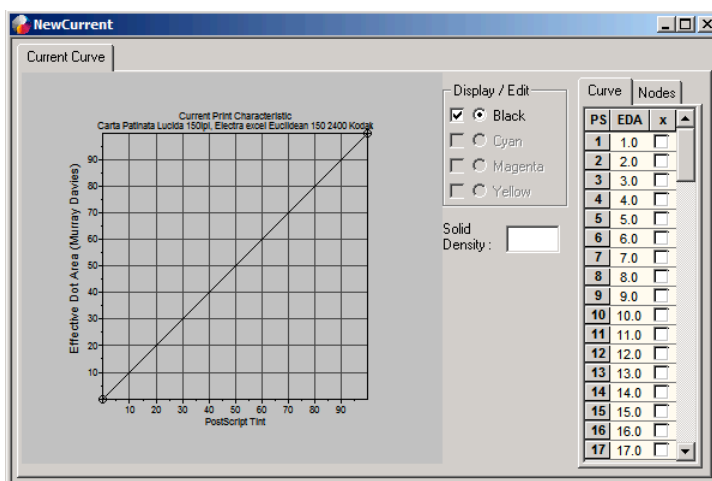 NewCurrent
Current Curve
Current Print Characteristic
Carta Patinata Lucida 150lpi, Electra excel Euclidean 150 2400 Kodak
Effective Dot Area (Murray Davies)
90
80
70
60
50
40
30
20
10
10 20 30 40 50 60 70 80 90
PostScript Tint
Display / Edit
Black
Cyan
Magenta
Yellow
Solid
Density :
Curve Nodes
PS EDA x
1 1.0
2 2.0
3 3.0
4 4.0
5 5.0
6 6.0
7 7.0
8 8.0
9 9.0
10 10.0
11 11.0
12 12.0
13 13.0
14 14.0
15 15.0
16 16.0
17 17.0